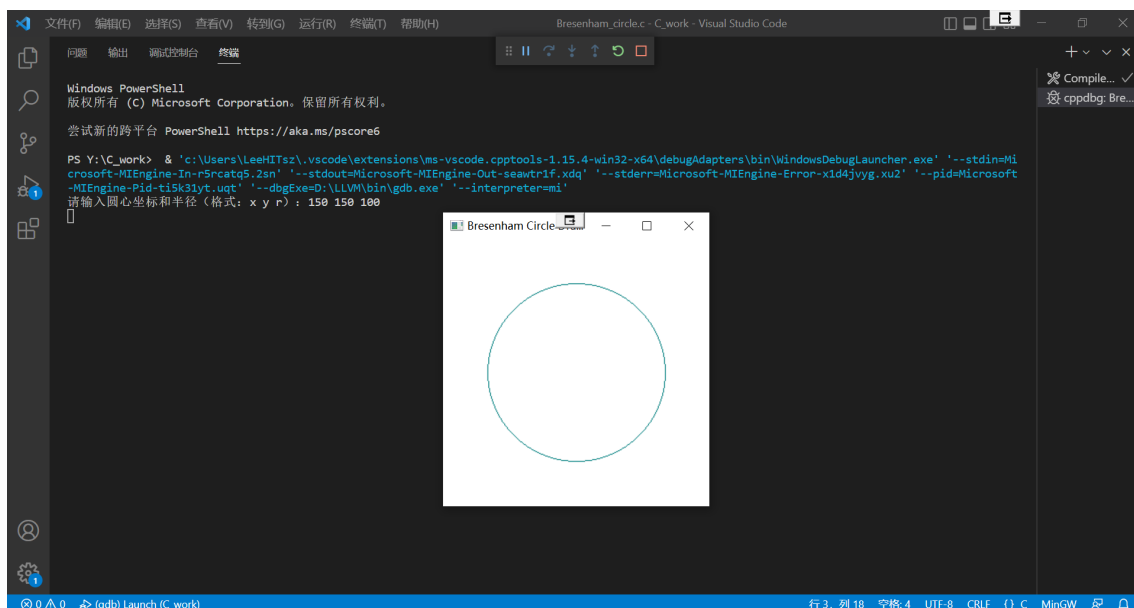 文件(F) 编辑(E) 选择(S) 查看(V) 转到(G) 运行(R) 终端(T) 帮助(H) Bresenham_circle.c - C_work - Visual Studio Code
问题 输出 调试控制台 终端
Compile...
cppdbg: Bre...
Windows PowerShell
版权所有 (C) Microsoft Corporation。保留所有权利。
尝试新的跨平台 PowerShell https://aka.ms/pscore6
PS Y:\C_work> & 'c:\Users\LeeHITsz\.vscode\extensions\ms-vscode.cpptools-1.15.4-win32-x64\debugAdapters\bin\WindowsDebugLauncher.exe' '--stdin=Mi
crosoft-MIEngine-In-r5rcatq5.2sn' '--stdout=Microsoft-MIEngine-Out-seawtr1f.xdq' '--stderr=Microsoft-MIEngine-Error-x1d4jvyg.xu2' '--pid=Microsoft
-MIEngine-Pid-ti5k31yt.uqt' '--dbgExe=D:\LLVM\bin\gdb.exe' '--interpreter=mi'
请输入圆心坐标和半径（格式：x y r）：150 150 100
Bresenham Circle
1
1
0 0 (gdb) Launch (C_work) 行 3，列 18 空格: 4 UTF-8 CRLF {} C MinGW